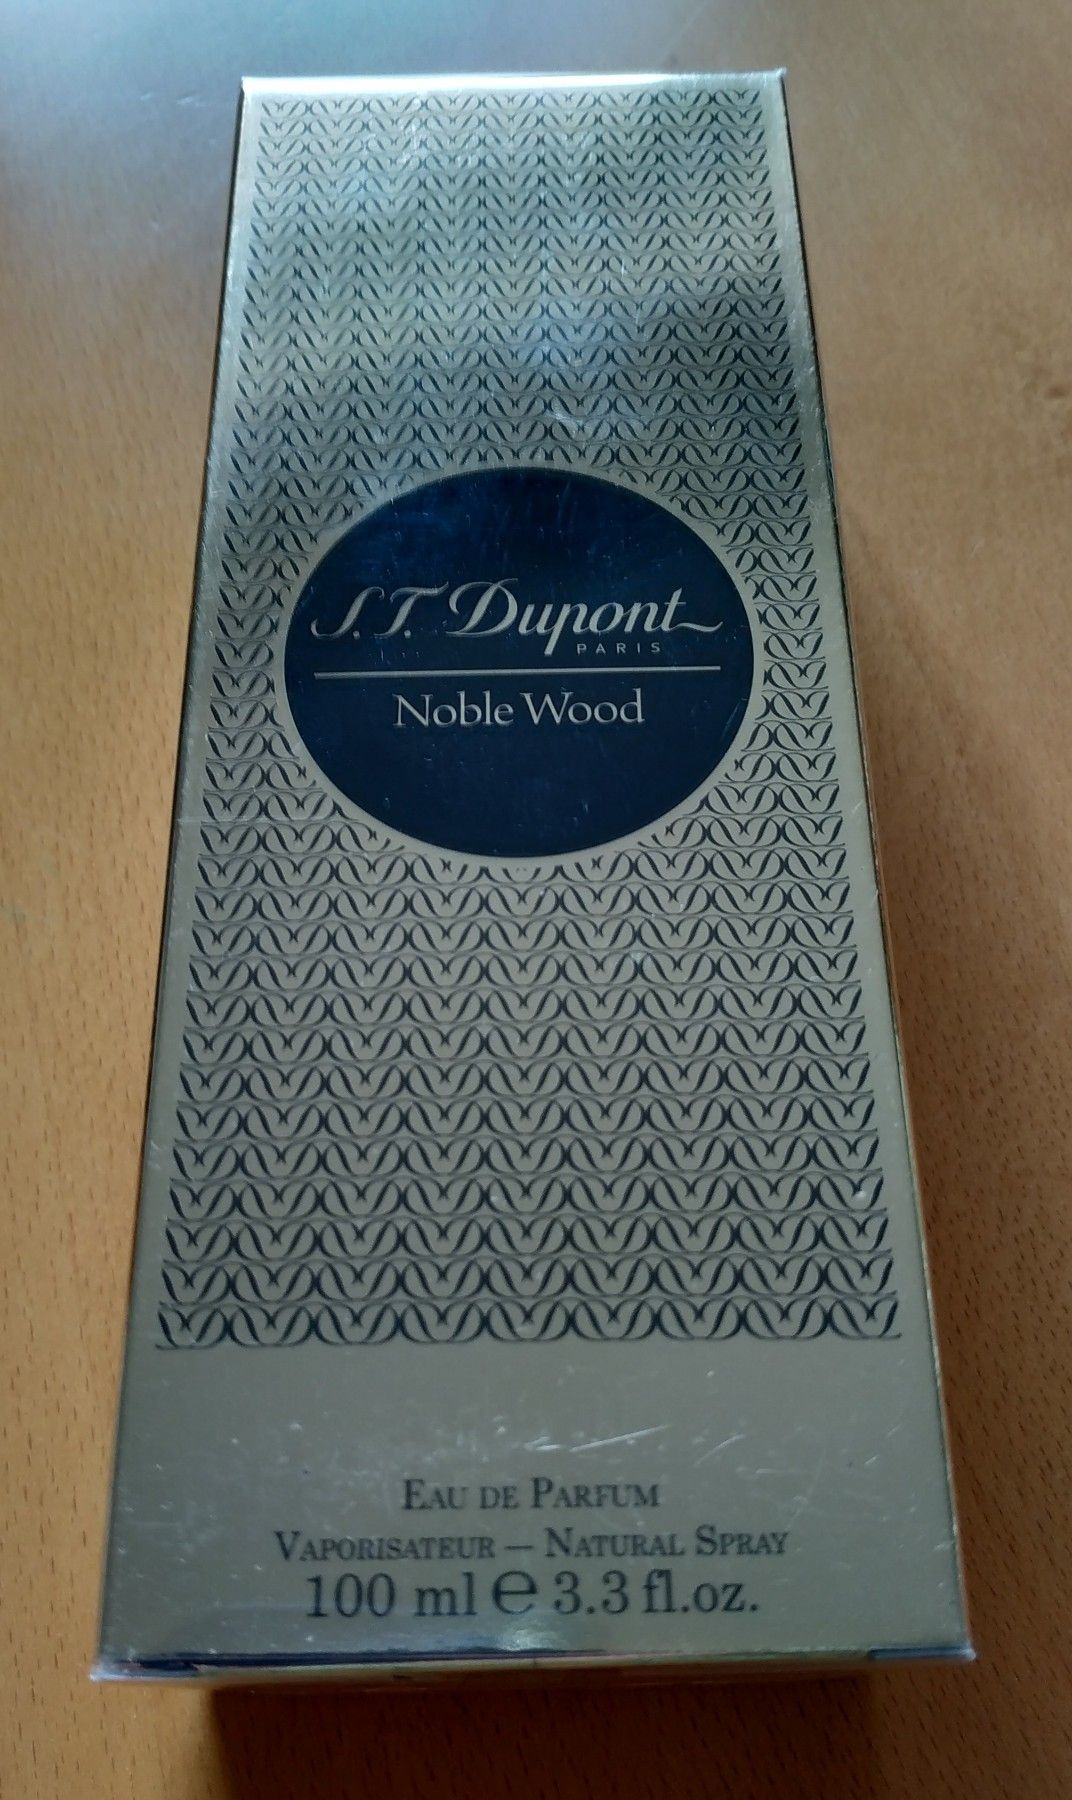 S.T. Dupont
PARIS
Noble Wood
EAU DE PARFUM
VAPORISATEUR – NATURAL SPRAY
100 ml ℮ 3.3 fl.oz.